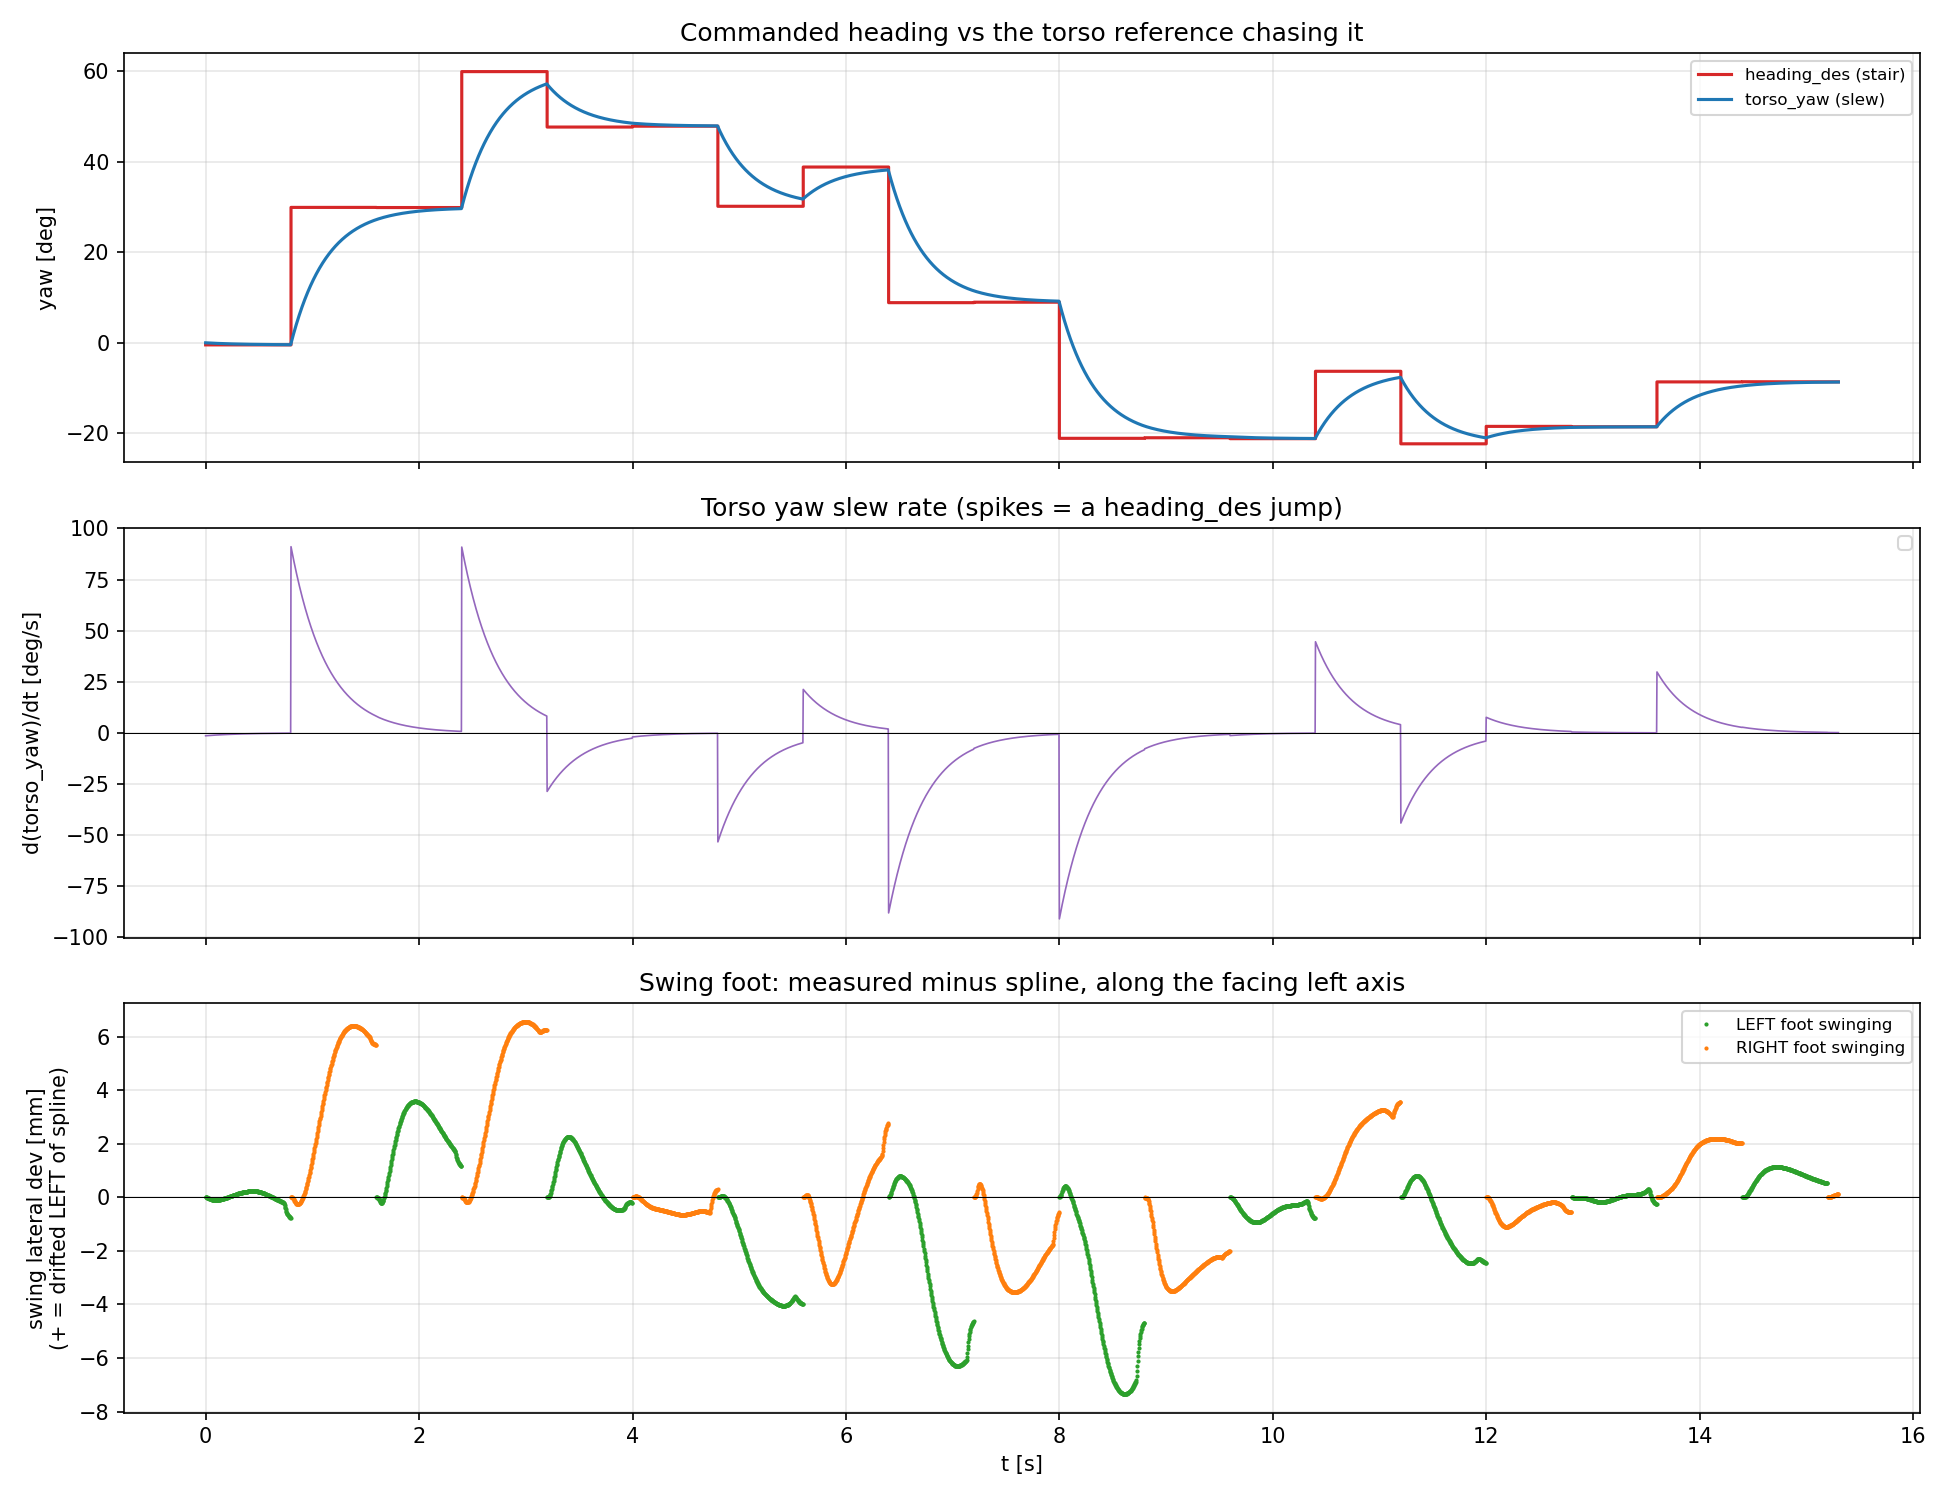 Commanded heading vs the torso reference chasing it
60
40
20
0
−20
yaw [deg]
heading_des (stair)
torso_yaw (slew)
Torso yaw slew rate (spikes = a heading_des jump)
100
75
50
25
0
−25
−50
−75
−100
d(torso_yaw)/dt [deg/s]
Swing foot: measured minus spline, along the facing left axis
6
4
2
0
−2
−4
−6
−8
swing lateral dev [mm]
(+ = drifted LEFT of spline)
LEFT foot swinging
RIGHT foot swinging
0 2 4 6 8 10 12 14 16
t [s]